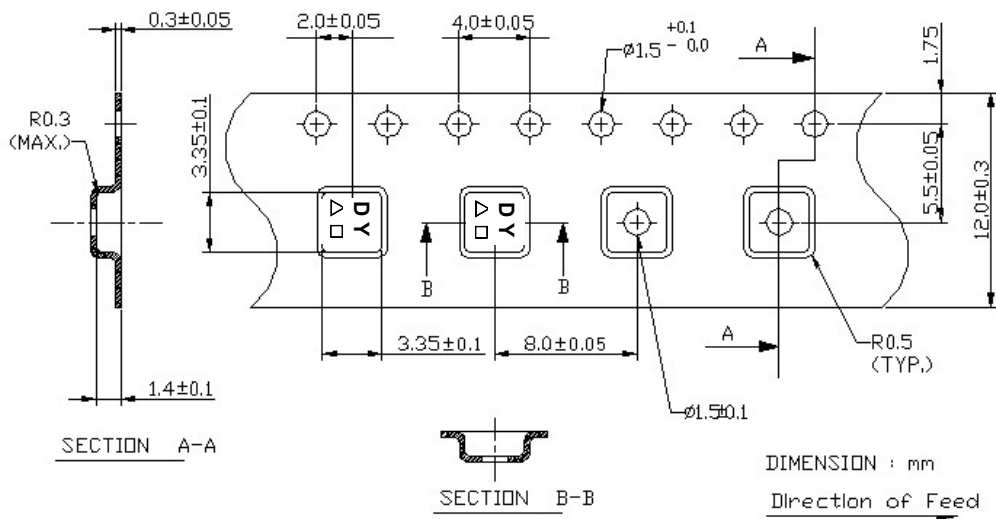 0.3±0.05
2.0±0.05
4.0±0.05
Ø1.5 +0.1 - 0.0
A
1.75
R0.3
(MAX.)
3.35±0.1
5.5±0.05
12.0±0.3
DY
△□
DY
△□
B
B
3.35±0.1
8.0±0.05
A
R0.5
(TYP.)
1.4±0.1
Ø1.5±0.1
SECTION A-A
SECTION B-B
DIMENSION : mm
Direction of Feed